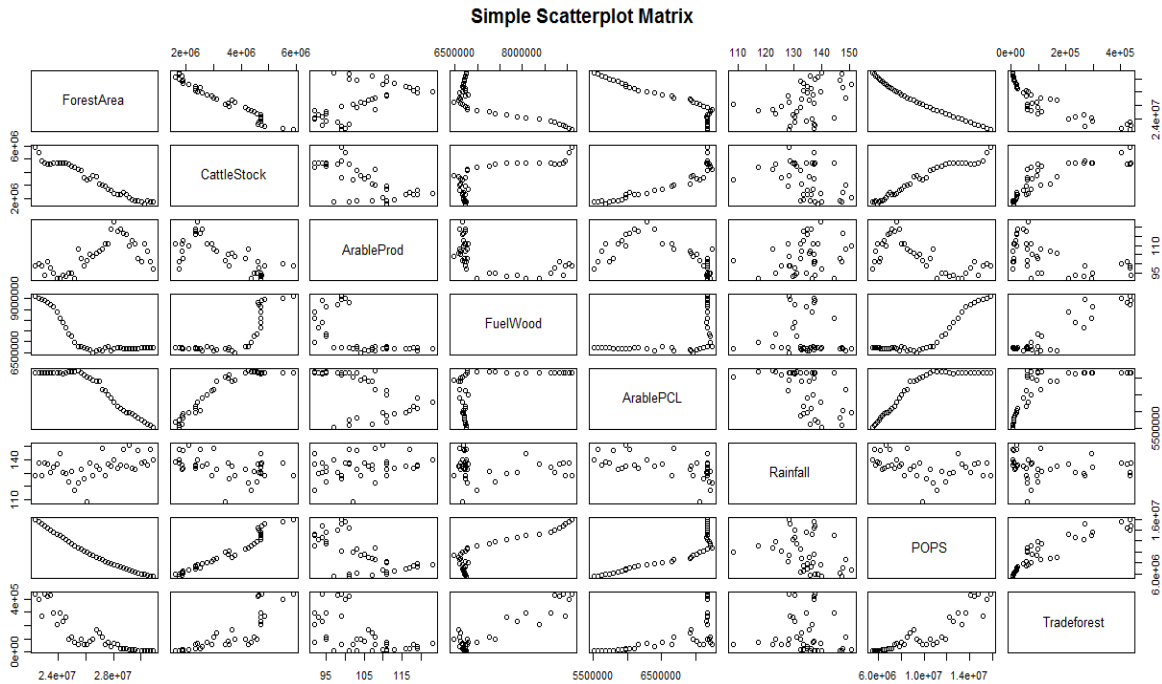 Simple Scatterplot Matrix
2e+06 4e+06 6e+06 6500000 8000000 110 120 130 140 150 0e+00 2e+05 4e+05
ForestArea 2.4e+07
2e+06 6e+06 CattleStock
ArableProd 95 110
6500000 9000000 FuelWood
ArablePCL 5500000
110 140 Rainfall
POPS 6.0e+06 1.6e+07
0e+00 4e+05 Tradeforest
2.4e+07 2.8e+07 95 105 115 5500000 6500000 6.0e+06 1.0e+07 1.4e+07